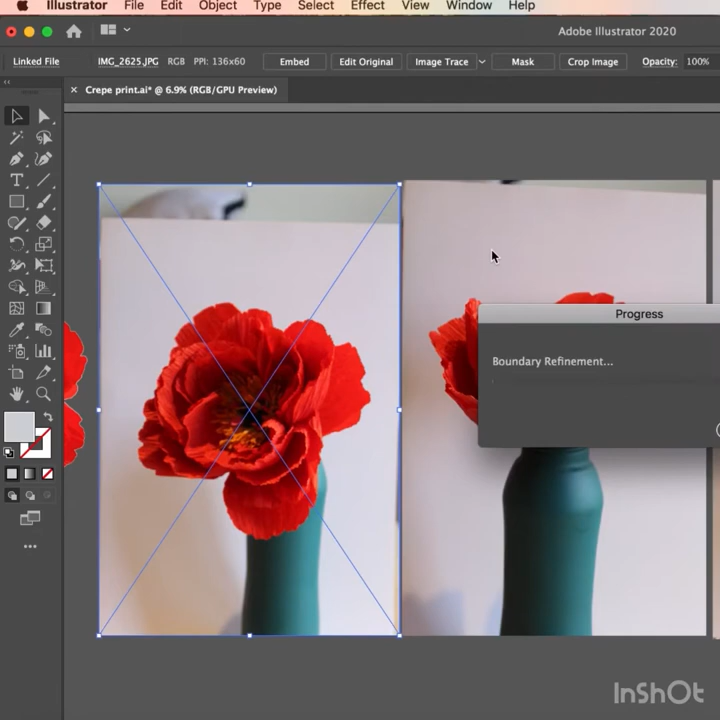 Illustrator File Edit Object Type Select Effect View Window Help
Adobe Illustrator 2020
Linked File IMG_2625.JPG RGB PPI: 136x60 Embed Edit Original Image Trace Mask Crop Image Opacity: 100%
× Crepe print.ai* @ 6.9% (RGB/GPU Preview)
Progress
Boundary Refinement...
InShOt